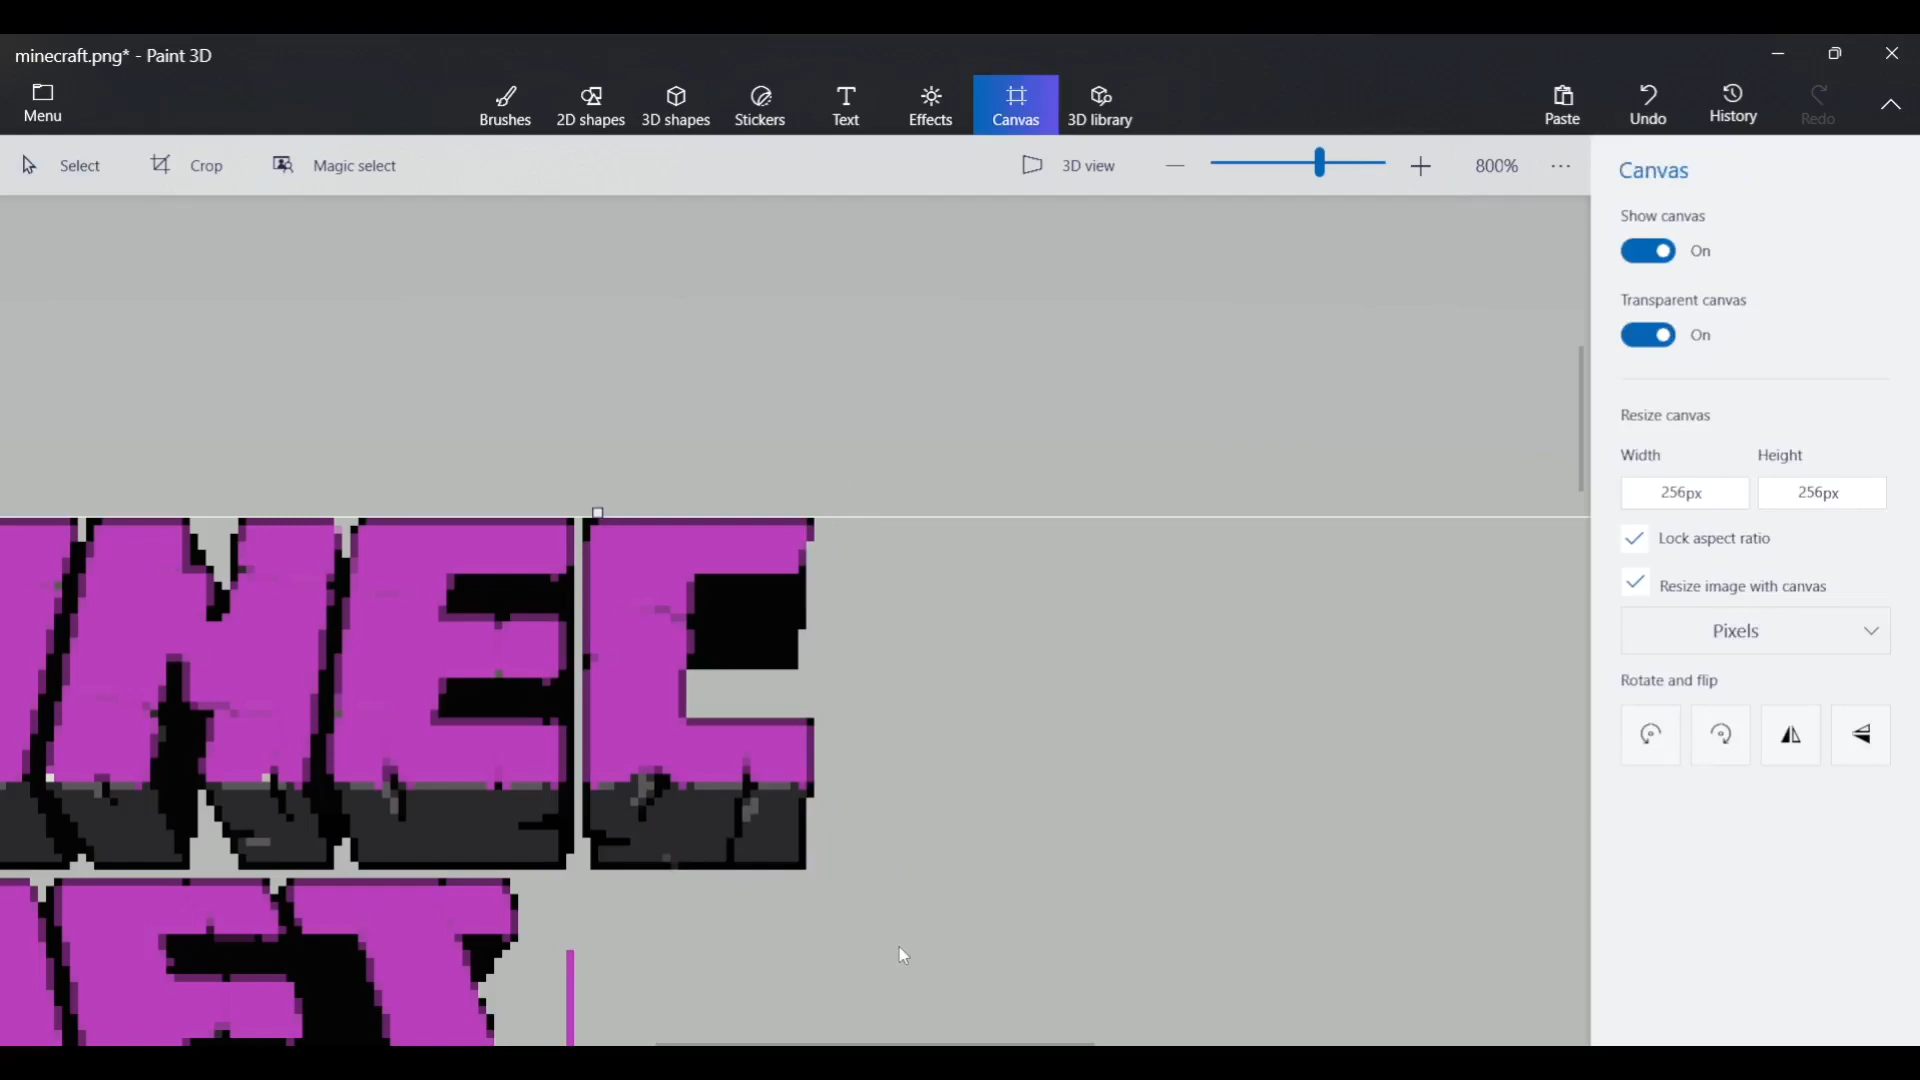 minecraft.png* - Paint 3D
Menu
Brushes 2D shapes 3D shapes Stickers Text Effects Canvas 3D library Paste Undo History Redo
Select Crop Magic select 3D view 800% ...
Canvas
Show canvas
On
Transparent canvas
On
Resize canvas
Width Height
256px 256px
Lock aspect ratio
Resize image with canvas
Pixels
Rotate and flip
NEC
FT